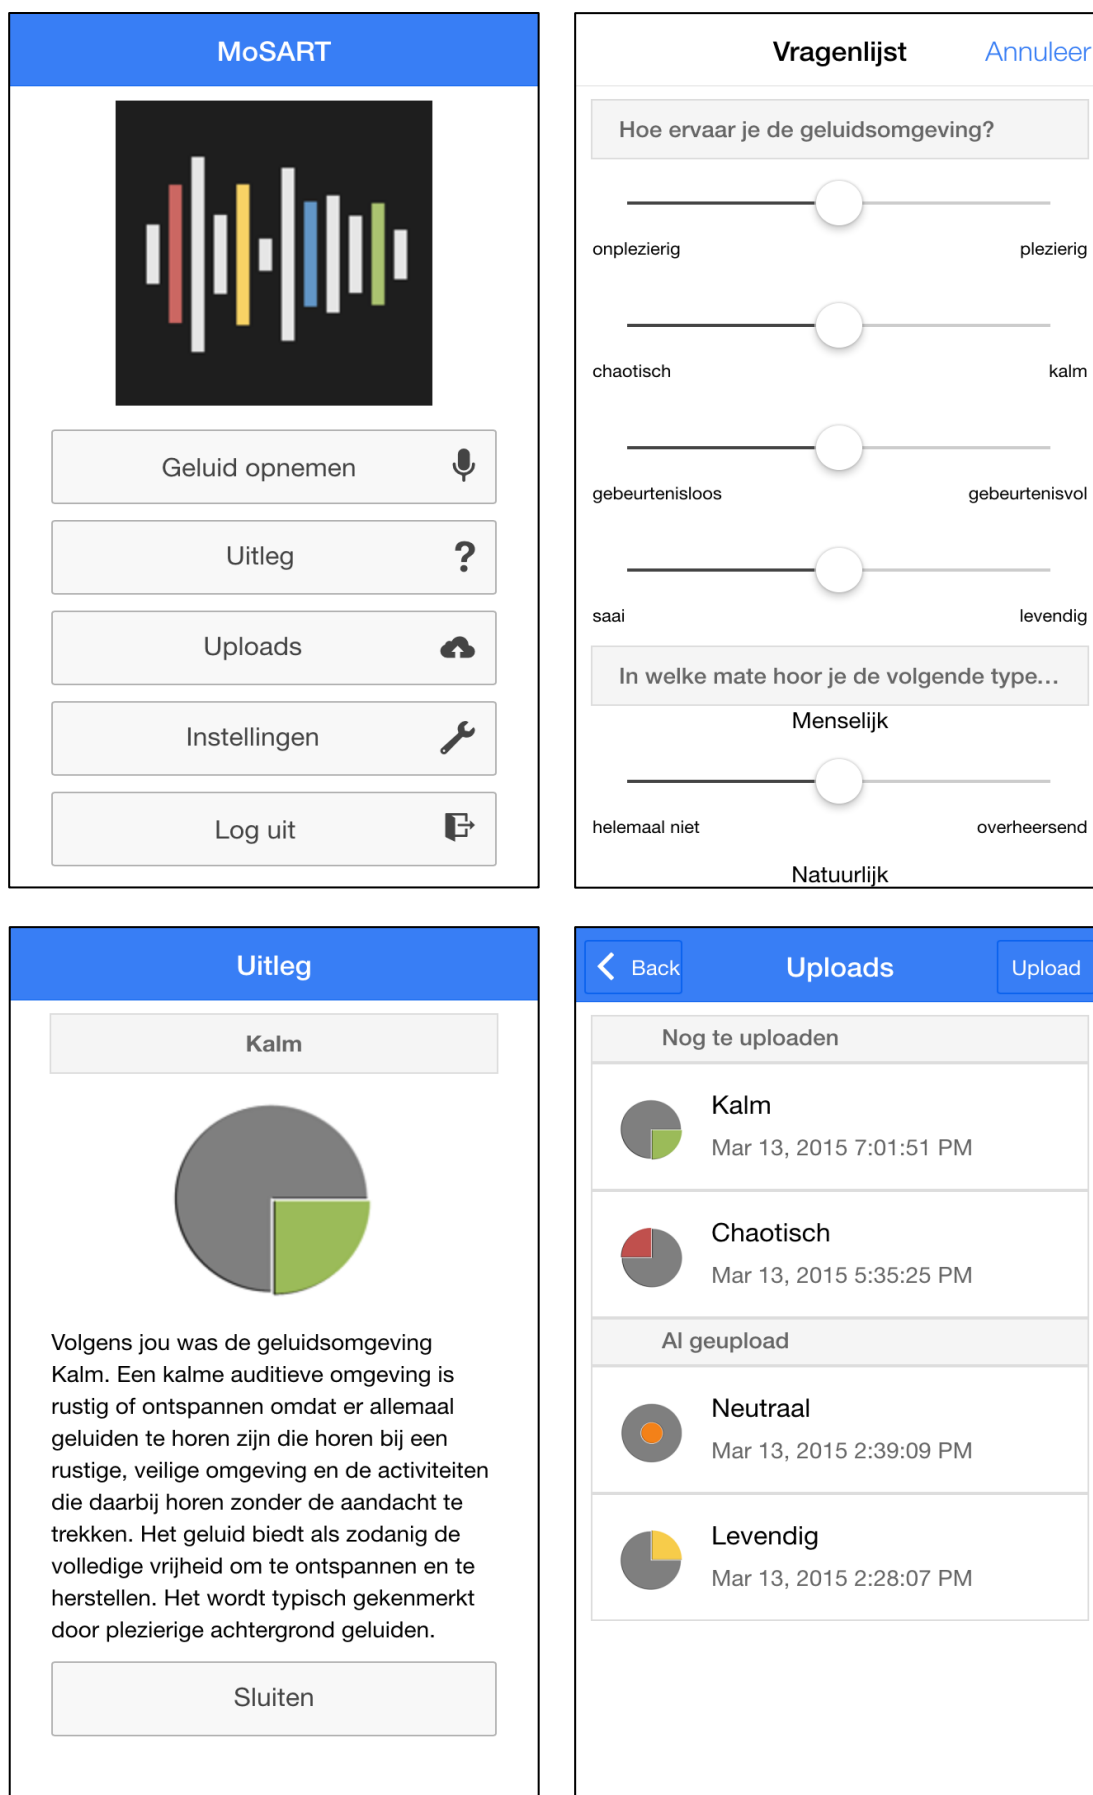 MoSART
Geluid opnemen
Uitleg
Uploads
Instellingen
Log uit
Vragenlijst
Annuleer
Hoe ervaar je de geluidsomgeving?
onplezierig plezierig
chaotisch kalm
gebeurtenisloos gebeurtenisvol
saai levendig
In welke mate hoor je de volgende type...
Menselijk
helemaal niet overheersend
Natuurlijk
Uitleg
Kalm
Volgens jou was de geluidsomgeving
Kalm. Een kalme auditieve omgeving is
rustig of ontspannen omdat er allemaal
geluiden te horen zijn die horen bij een
rustige, veilige omgeving en de activiteiten
die daarbij horen zonder de aandacht te
trekken. Het geluid biedt als zodanig de
volledige vrijheid om te ontspannen en te
herstellen. Het wordt typisch gekenmerkt
door plezierige achtergrond geluiden.
Sluiten
Back Uploads Upload
Nog te uploaden
Kalm
Mar 13, 2015 7:01:51 PM
Chaotisch
Mar 13, 2015 5:35:25 PM
Al geupload
Neutraal
Mar 13, 2015 2:39:09 PM
Levendig
Mar 13, 2015 2:28:07 PM